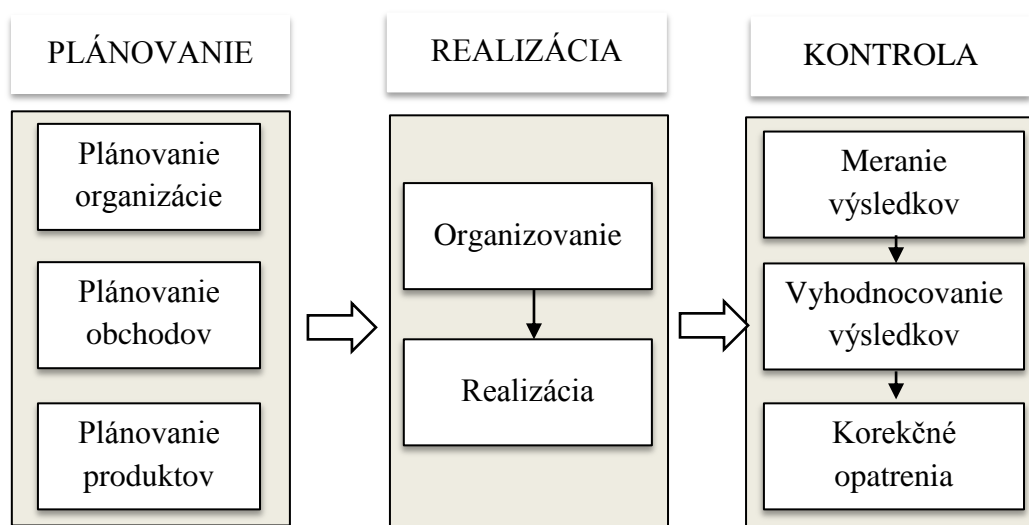 PLÁNOVANIE
Plánovanie
organizácie
Plánovanie
obchodov
Plánovanie
produktov
REALIZÁCIA
Organizovanie
Realizácia
KONTROLA
Meranie
výsledkov
Vyhodnocovanie
výsledkov
Korekčné
opatrenia